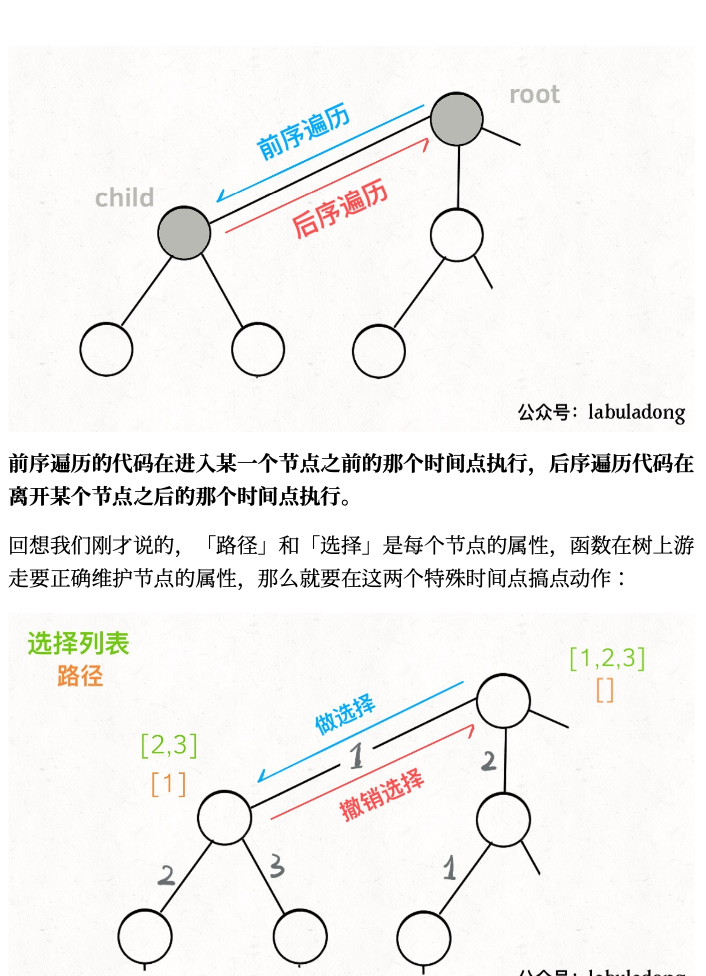 root
前序遍历
child
后序遍历
公众号：labuladong
前序遍历的代码在进入某一个节点之前的那个时间点执行，后序遍历代码在
离开某个节点之后的那个时间点执行。
回想我们刚才说的，「路径」和「选择」是每个节点的属性，函数在树上游
走要正确维护节点的属性，那么就要在这两个特殊时间点搞点动作：
选择列表
路径
[1,2,3]
[]
做选择
[2,3]
[1]
1
2
撤销选择
2
3
1
公众号：labuladong